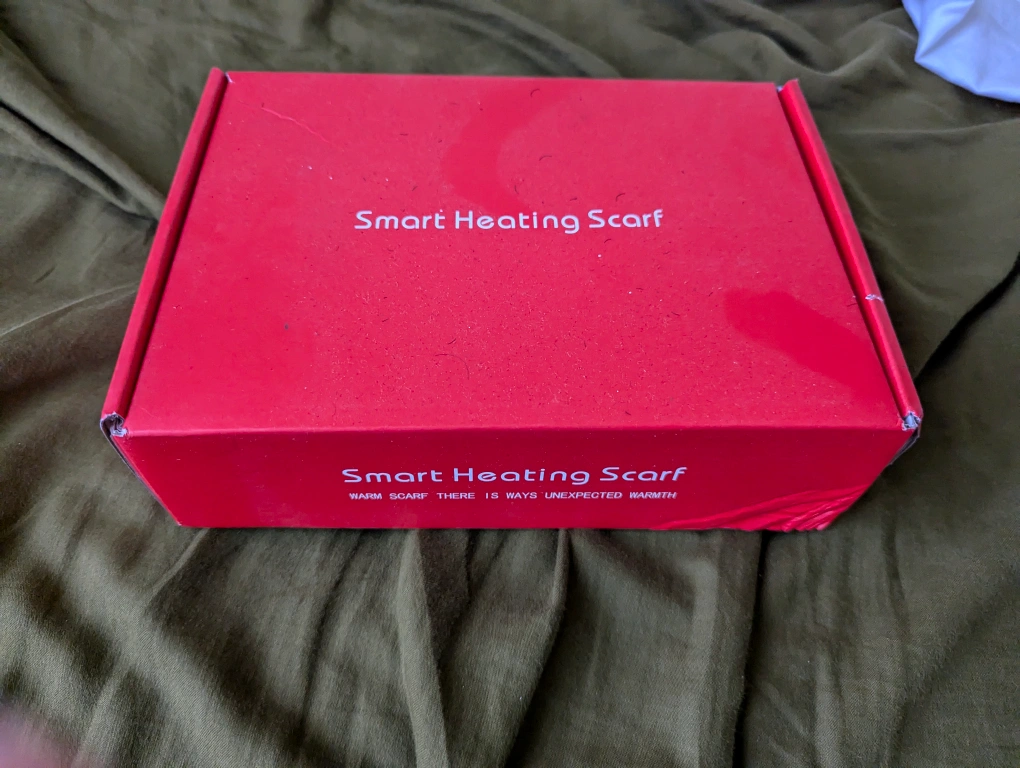 Smart Heating Scarf
Smart Heating Scarf
WARM SCARF THERE IS WAYS UNEXPECTED WARMTH